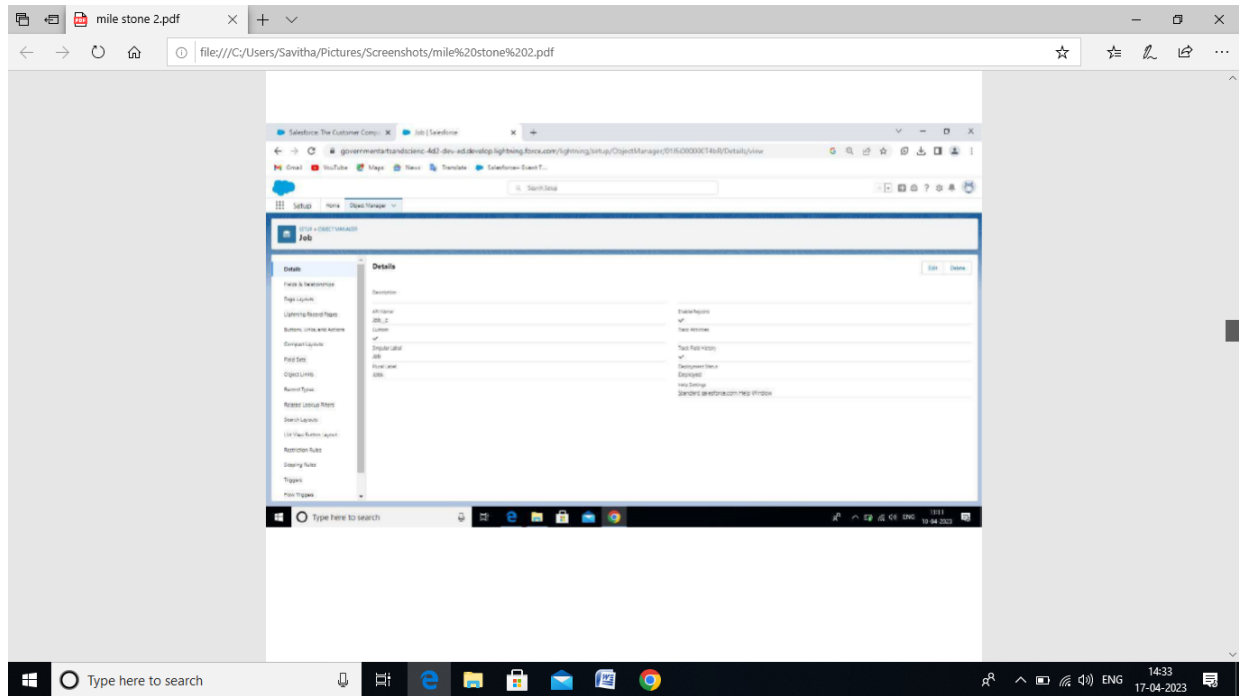 mile stone 2.pdf
file:///C:/Users/Savitha/Pictures/Screenshots/mile%20stone%202.pdf
Salesforce: The Customer Comp
Job | Salesforce
Gmail YouTube Maps News Translate Salesforce Event T...
Search Setup
Setup Home Object Manager
SETUP > OBJECT MANAGER
Job
Details
Fields & Relationships
Page Layouts
Lightning Record Pages
Buttons, Links, and Actions
Compact Layouts
Field Sets
Object Limits
Record Types
Related Lookup Filters
Search Layouts
List View Button Layout
Restriction Rules
Scoping Rules
Triggers
Flow Triggers
Details
Edit Delete
Description
API Name
Custom
Singular Label
Job
Plural Label
Jobs
Enable Reports
Track Activities
Track Field History
Deployment Status
Deployed
Help Settings
Standard salesforce.com Help Window
Type here to search
ENG
10-04-2023
Type here to search
ENG
14:33
17-04-2023